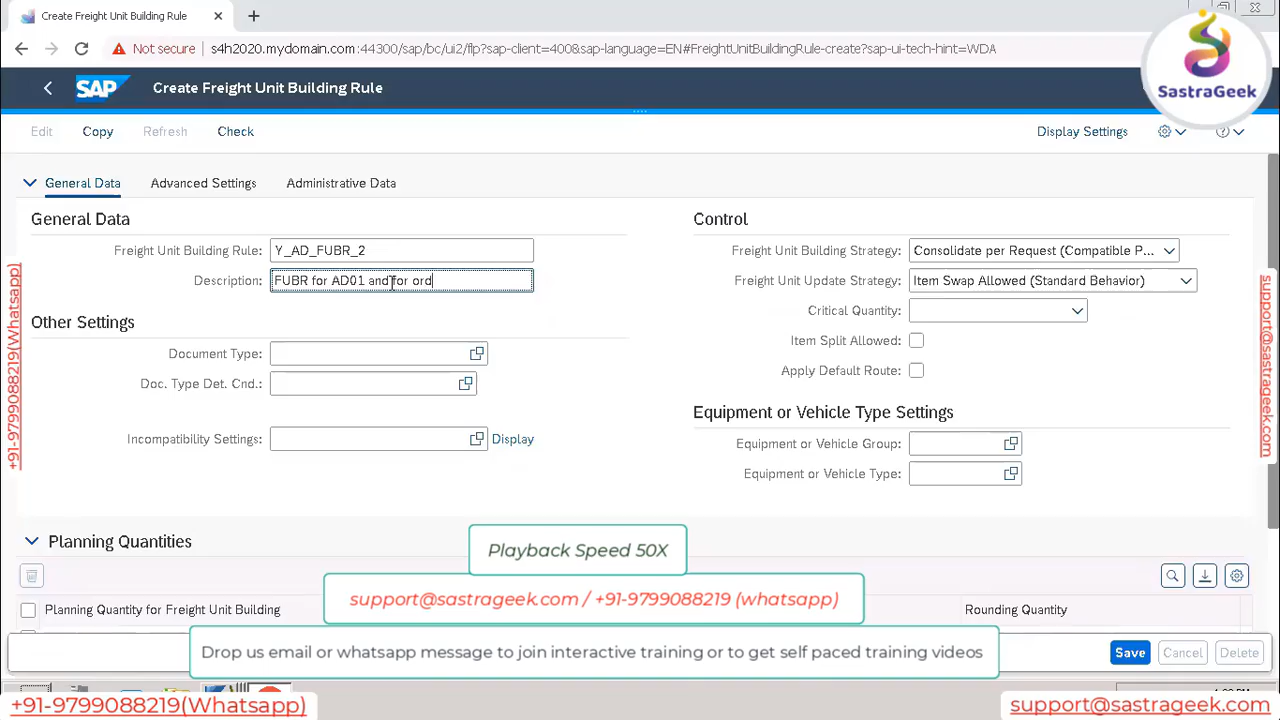 Create Freight Unit Building Rule
Not secure s4h2020.mydomain.com:44300/sap/bc/ui2/flp?sap-client=400&sap-language=EN#FreightUnitBuildingRule-create?sap-ui-tech-hint=WDA
SastraGeek
SAP Create Freight Unit Building Rule
Edit Copy Refresh Check Display Settings
General Data Advanced Settings Administrative Data
General Data Control
Freight Unit Building Rule: Y_AD_FUBR_2 Freight Unit Building Strategy: Consolidate per Request (Compatible P...
Description: FUBR for AD01 and for ord Freight Unit Update Strategy: Item Swap Allowed (Standard Behavior)
Critical Quantity:
Other Settings
Item Split Allowed:
Document Type:
Apply Default Route:
Doc. Type Det. Cnd.:
Equipment or Vehicle Type Settings
Incompatibility Settings: Display
Equipment or Vehicle Group:
Equipment or Vehicle Type:
+91-9799088219(Whatsapp)
support@sastrageek.com
Planning Quantities
Playback Speed 50X
Planning Quantity for Freight Unit Building Rounding Quantity
support@sastrageek.com / +91-9799088219 (whatsapp)
Drop us email or whatsapp message to join interactive training or to get self paced training videos
Save Cancel Delete
+91-9799088219(Whatsapp) support@sastrageek.com